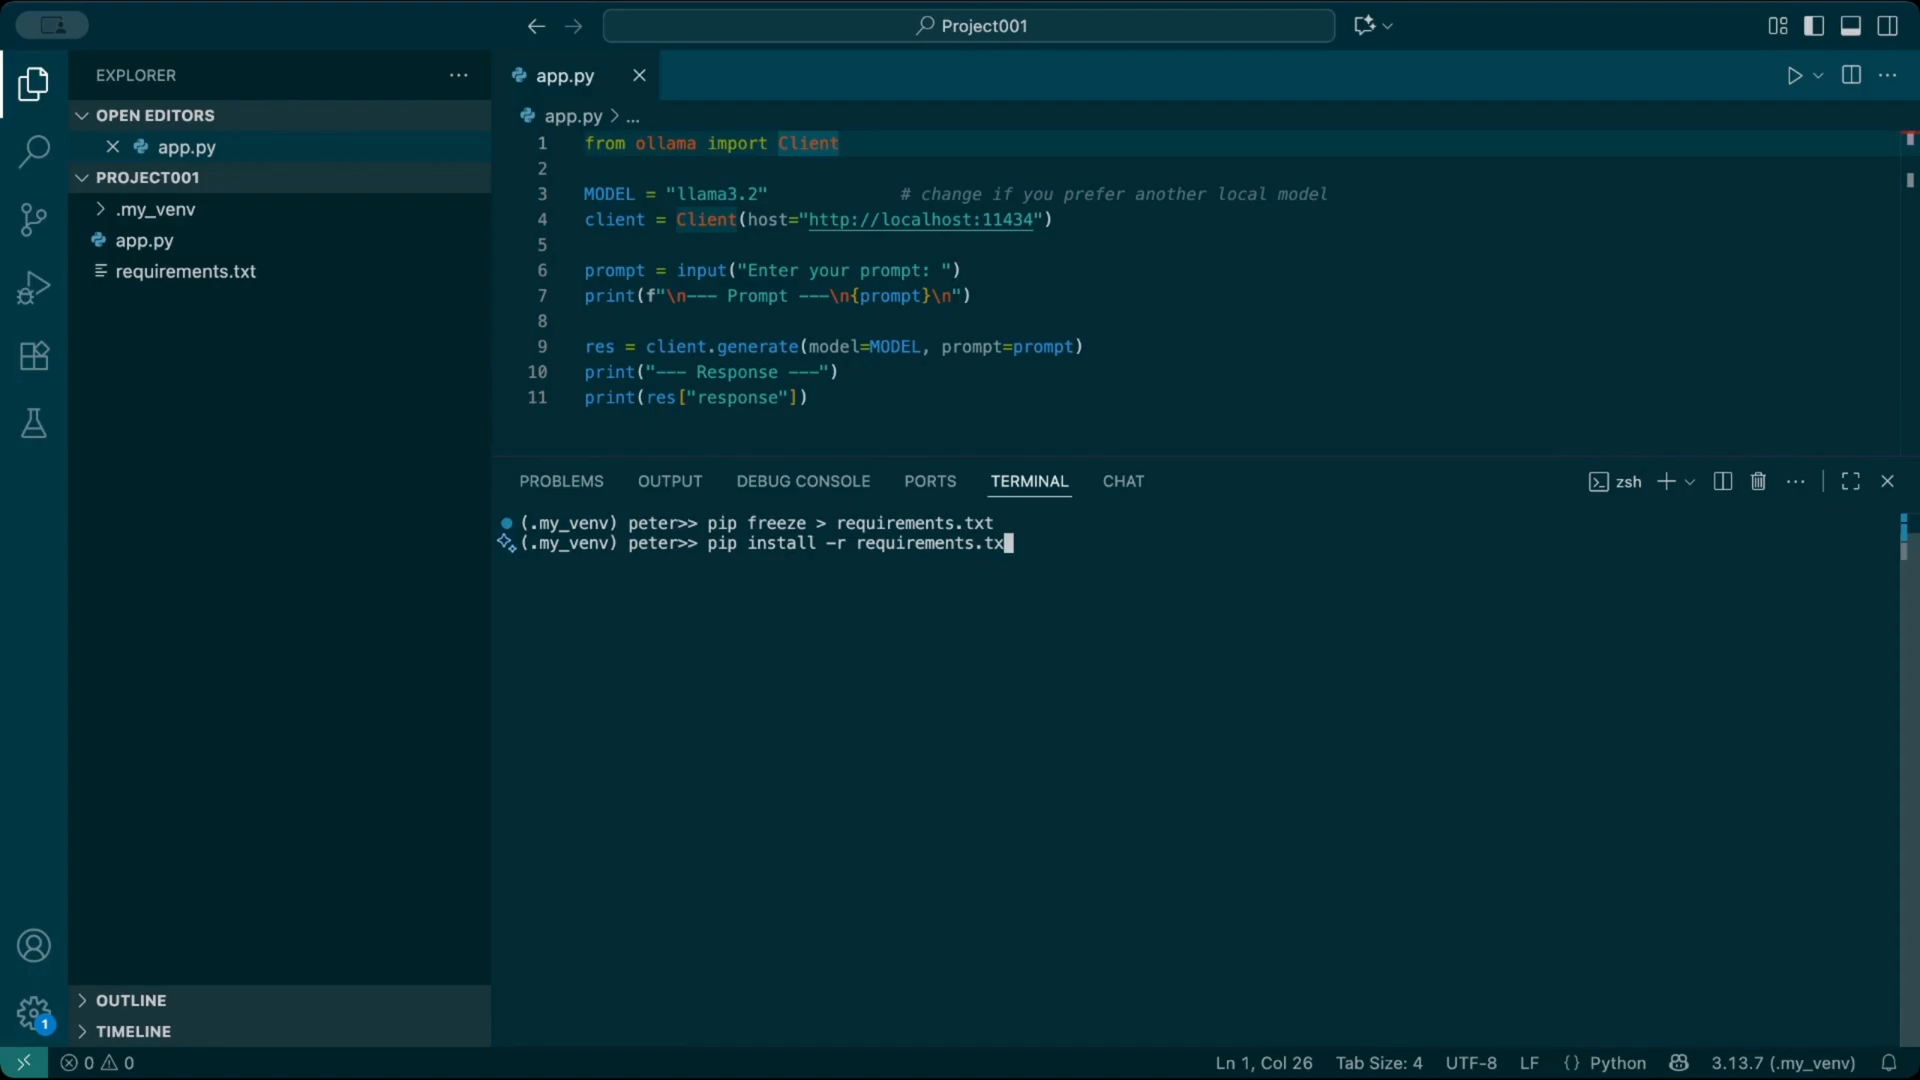 Project001
EXPLORER
OPEN EDITORS
app.py
PROJECT001
.my_venv
app.py
requirements.txt
OUTLINE
TIMELINE
1
app.py
app.py > ...
1 from ollama import Client
2
3 MODEL = "llama3.2" # change if you prefer another local model
4 client = Client(host="http://localhost:11434")
5
6 prompt = input("Enter your prompt: ")
7 print(f"\n--- Prompt ---\n{prompt}\n")
8
9 res = client.generate(model=MODEL, prompt=prompt)
10 print("--- Response ---")
11 print(res["response"])
PROBLEMS OUTPUT DEBUG CONSOLE PORTS TERMINAL CHAT zsh
(.my_venv) peter>> pip freeze > requirements.txt
(.my_venv) peter>> pip install -r requirements.tx
0 0 Ln 1, Col 26 Tab Size: 4 UTF-8 LF {} Python 3.13.7 (.my_venv)